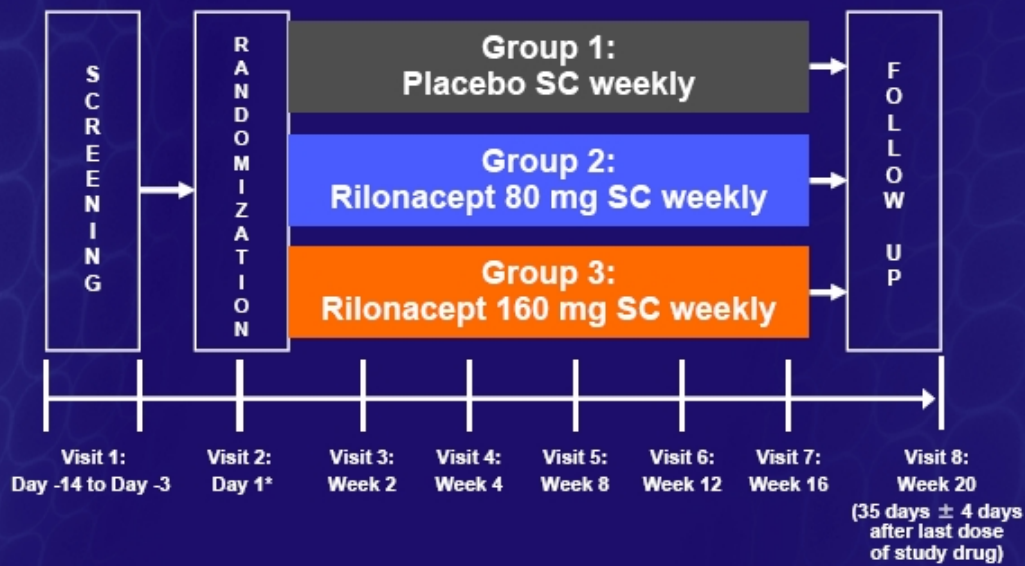 SCREENING
RANDOMIZATION
Group 1:
Placebo SC weekly
Group 2:
Rilonacept 80 mg SC weekly
Group 3:
Rilonacept 160 mg SC weekly
FOLLOW UP
Visit 1:
Day -14 to Day -3
Visit 2:
Day 1*
Visit 3:
Week 2
Visit 4:
Week 4
Visit 5:
Week 8
Visit 6:
Week 12
Visit 7:
Week 16
Visit 8:
Week 20
(35 days ± 4 days
after last dose
of study drug)